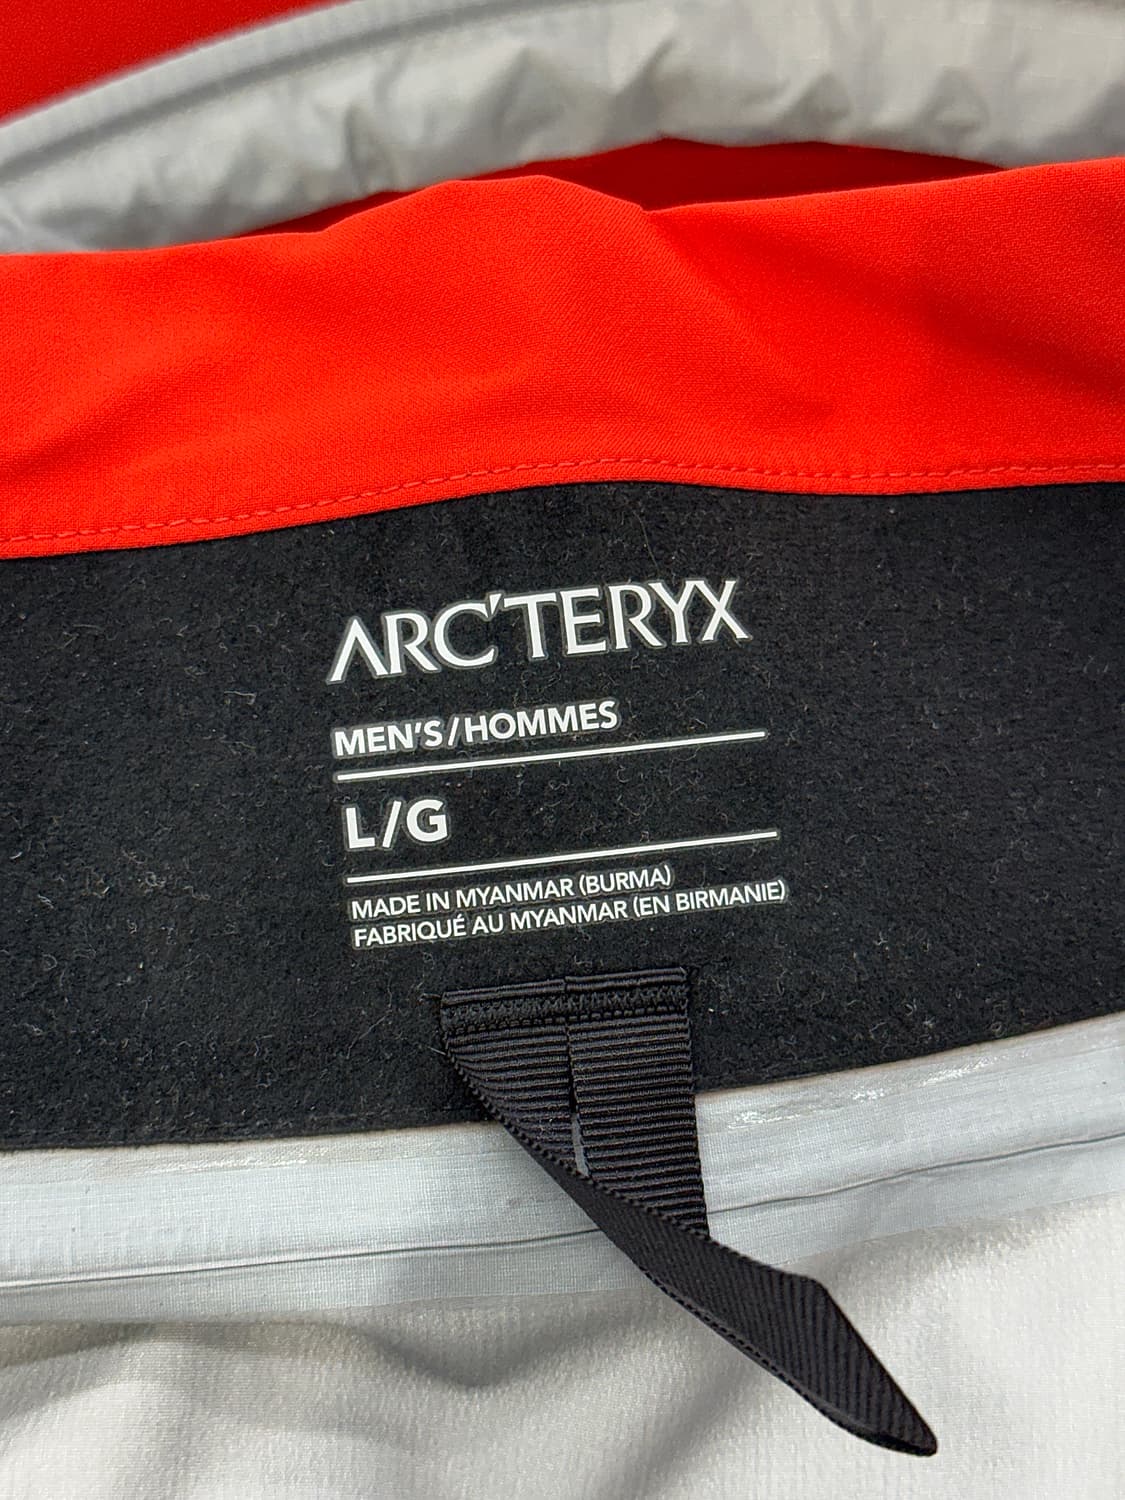 ARC'TERYX
MEN'S/HOMMES
L/G
MADE IN MYANMAR (BURMA)
FABRIQUÉ AU MYANMAR (EN BIRMANIE)